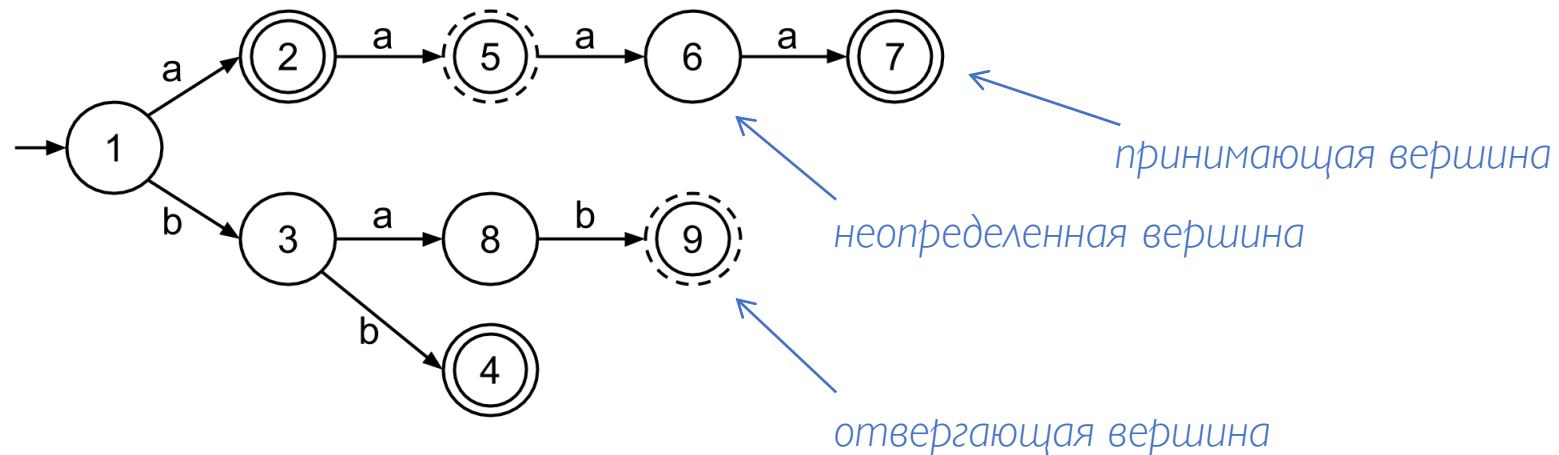 a a a
2 5 6 7
a
1
принимающая вершина
b a b
3 8 9
неопределенная вершина
b
4
отвергающая вершина